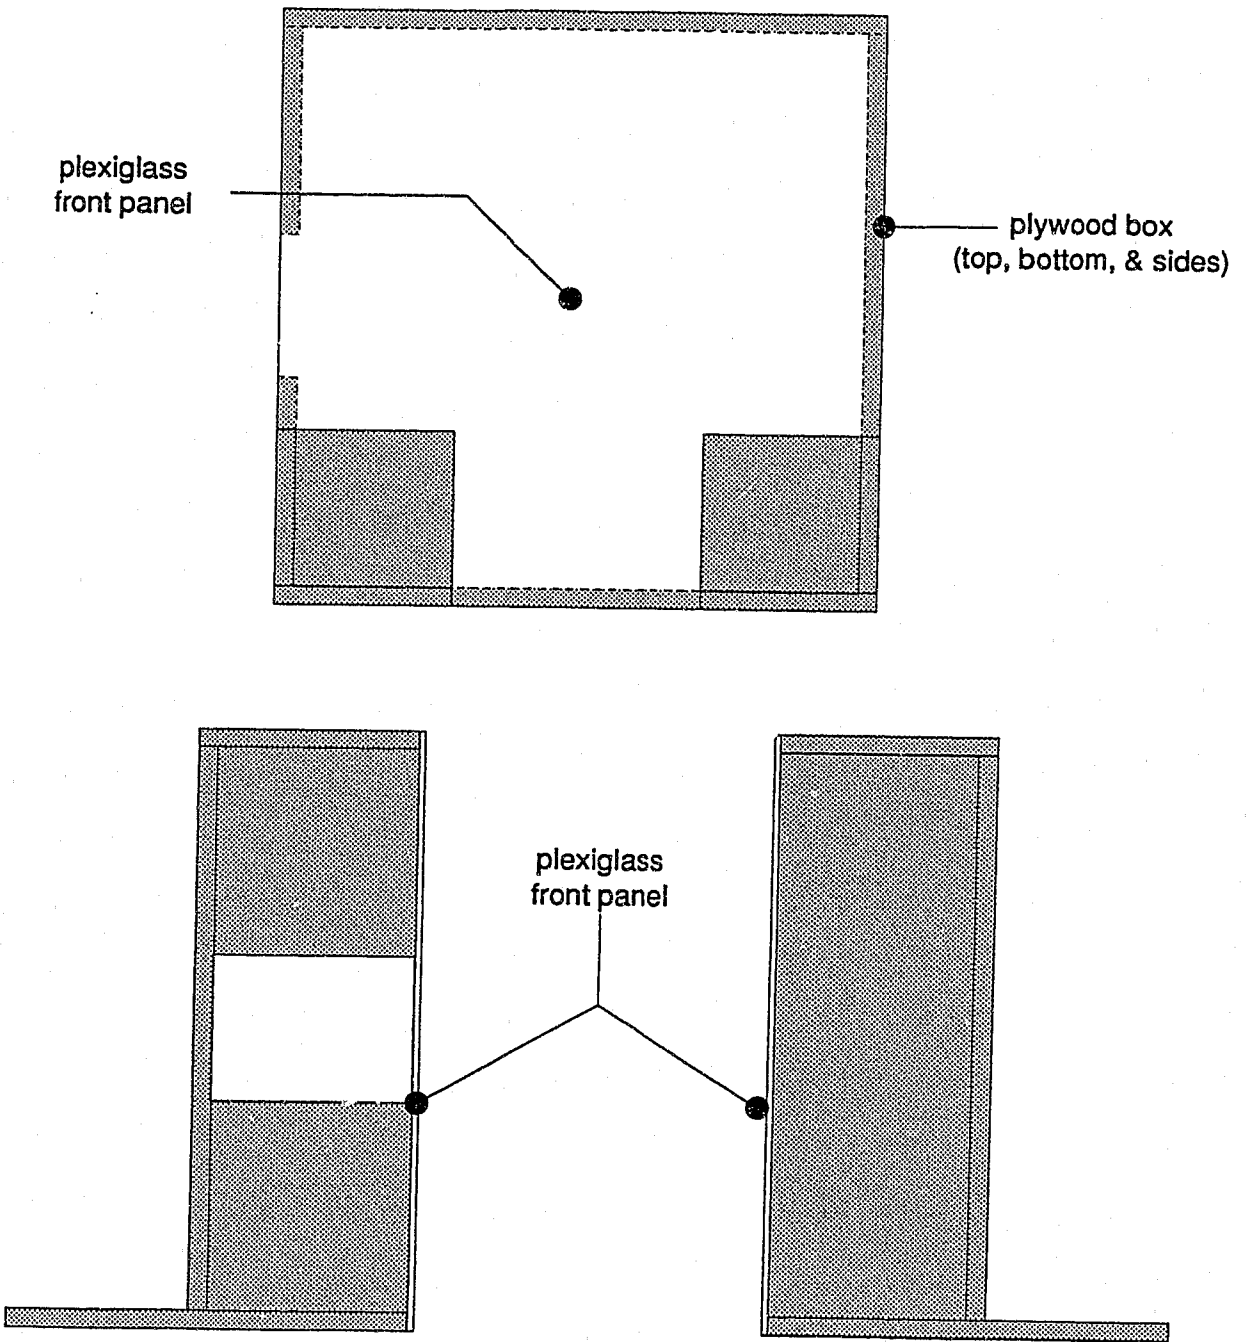 plexiglass
front panel
plywood box
(top, bottom, & sides)
plexiglass
front panel